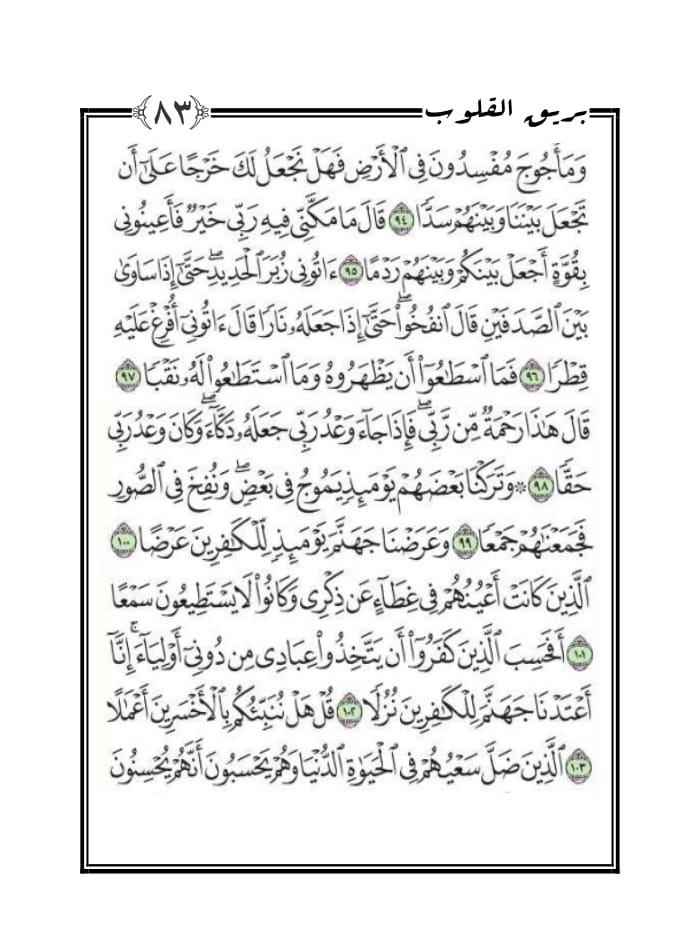 بريق القلوب ﴿٨٣﴾
وَمَأۡجُوجَ مُفۡسِدُونَ فِي ٱلۡأَرۡضِ فَهَلۡ نَجۡعَلُ لَكَ خَرۡجًا عَلَىٰٓ أَن
تَجۡعَلَ بَيۡنَنَا وَبَيۡنَهُمۡ سَدّٗا ٩٤ قَالَ مَا مَكَّنِّي فِيهِ رَبِّي خَيۡرٞ فَأَعِينُونِي
بِقُوَّةٍ أَجۡعَلۡ بَيۡنَكُمۡ وَبَيۡنَهُمۡ رَدۡمًا ٩٥ ءَاتُونِي زُبَرَ ٱلۡحَدِيدِۖ حَتَّىٰٓ إِذَا سَاوَىٰ
بَيۡنَ ٱلصَّدَفَيۡنِ قَالَ ٱنفُخُواْۖ حَتَّىٰٓ إِذَا جَعَلَهُۥ نَارٗا قَالَ ءَاتُونِيٓ أُفۡرِغۡ عَلَيۡهِ
قِطۡرٗا ٩٦ فَمَا ٱسۡطَٰعُوٓاْ أَن يَظۡهَرُوهُ وَمَا ٱسۡتَطَٰعُواْ لَهُۥ نَقۡبٗا ٩٧
قَالَ هَٰذَا رَحۡمَةٞ مِّن رَّبِّيۖ فَإِذَا جَآءَ وَعۡدُ رَبِّي جَعَلَهُۥ دَكَّآءَۖ وَكَانَ وَعۡدُ رَبِّي
حَقّٗا ٩٨ ۞وَتَرَكۡنَا بَعۡضَهُمۡ يَوۡمَئِذٖ يَمُوجُ فِي بَعۡضٖۖ وَنُفِخَ فِي ٱلصُّورِ
فَجَمَعۡنَٰهُمۡ جَمۡعٗا ٩٩ وَعَرَضۡنَا جَهَنَّمَ يَوۡمَئِذٖ لِّلۡكَٰفِرِينَ عَرۡضًا ١٠٠
ٱلَّذِينَ كَانَتۡ أَعۡيُنُهُمۡ فِي غِطَآءٍ عَن ذِكۡرِي وَكَانُواْ لَا يَسۡتَطِيعُونَ سَمۡعًا
١٠١ أَفَحَسِبَ ٱلَّذِينَ كَفَرُوٓاْ أَن يَتَّخِذُواْ عِبَادِي مِن دُونِيٓ أَوۡلِيَآءَۚ إِنَّآ
أَعۡتَدۡنَا جَهَنَّمَ لِلۡكَٰفِرِينَ نُزُلٗا ١٠٢ قُلۡ هَلۡ نُنَبِّئُكُم بِٱلۡأَخۡسَرِينَ أَعۡمَٰلًا
١٠٣ ٱلَّذِينَ ضَلَّ سَعۡيُهُمۡ فِي ٱلۡحَيَوٰةِ ٱلدُّنۡيَا وَهُمۡ يَحۡسَبُونَ أَنَّهُمۡ يُحۡسِنُونَ